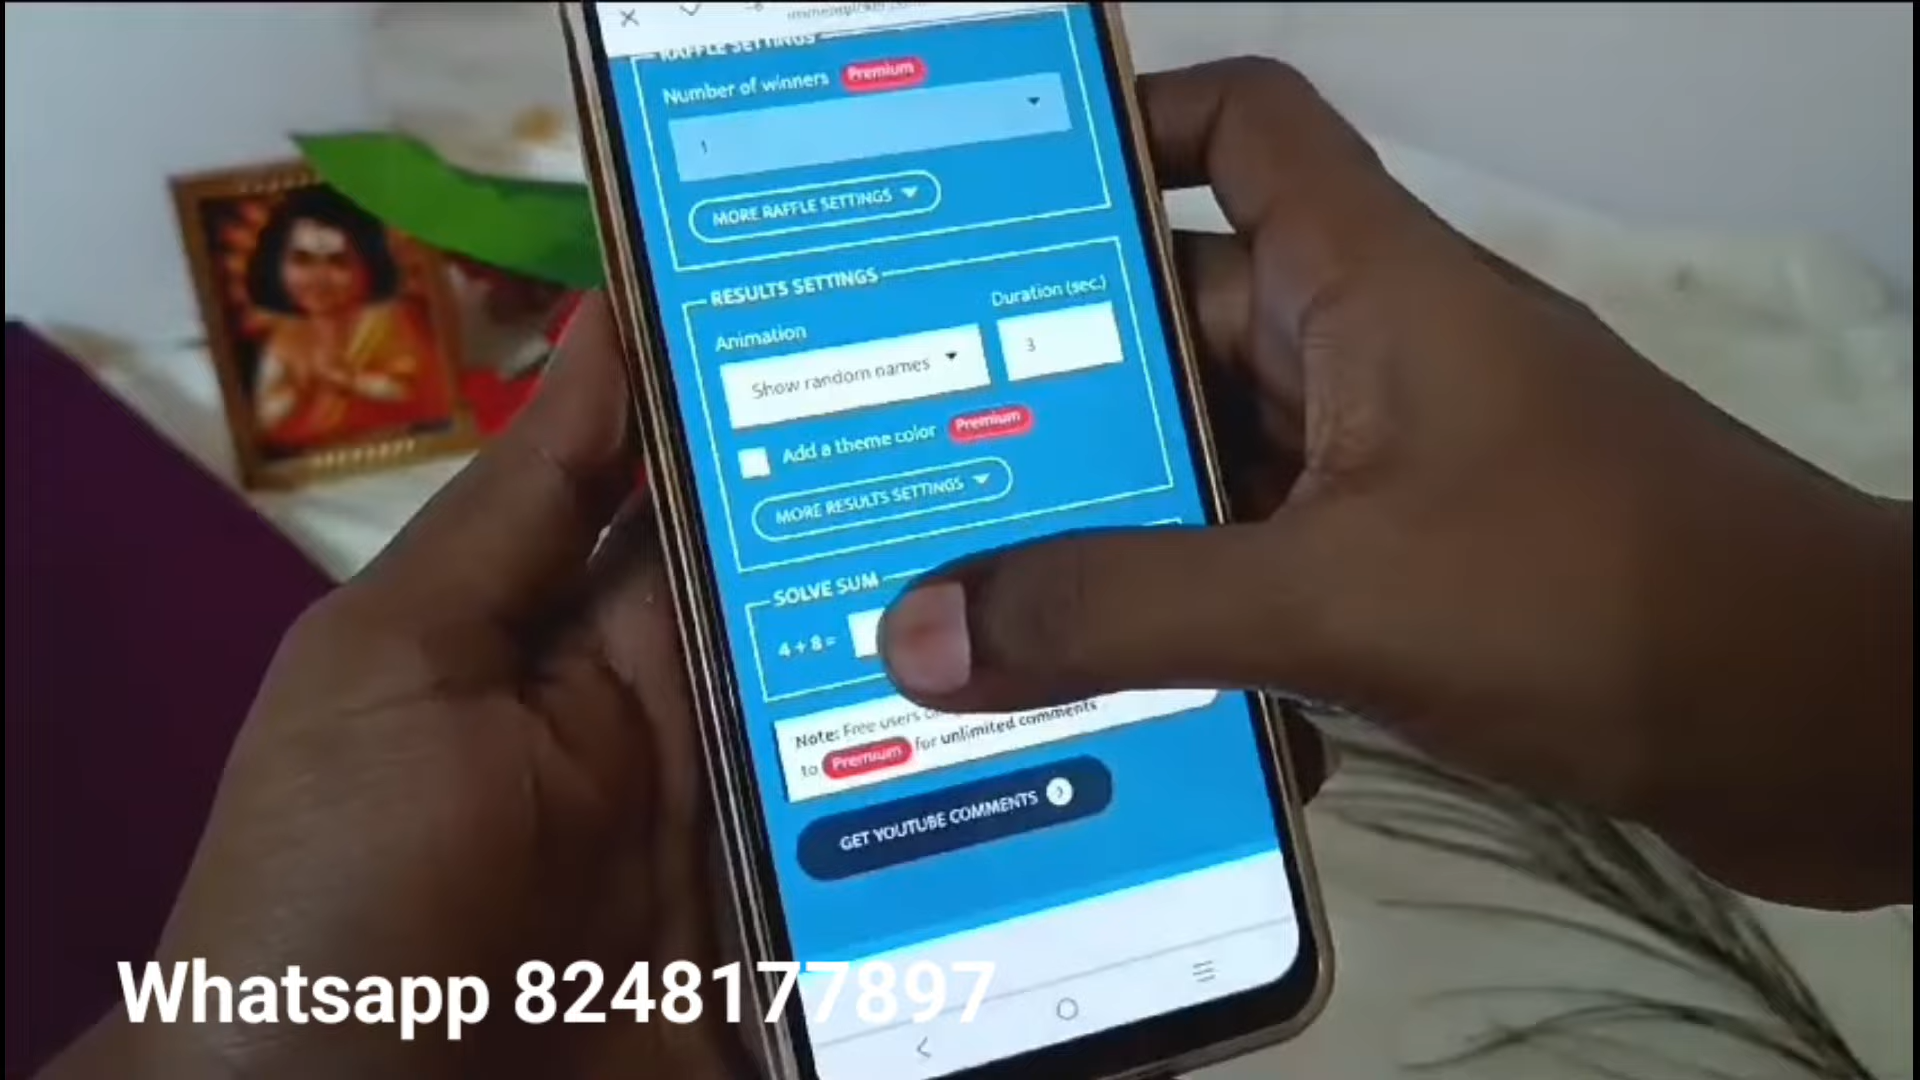 RAFFLE SETTINGS
Number of winners Premium
1
MORE RAFFLE SETTINGS
RESULTS SETTINGS
Animation
Duration (sec.)
Show random names
3
Add a theme color Premium
MORE RESULTS SETTINGS
SOLVE SUM
4 + 8 =
Note: Free users
to Premium for unlimited comments
GET YOUTUBE COMMENTS
Whatsapp 8248177897